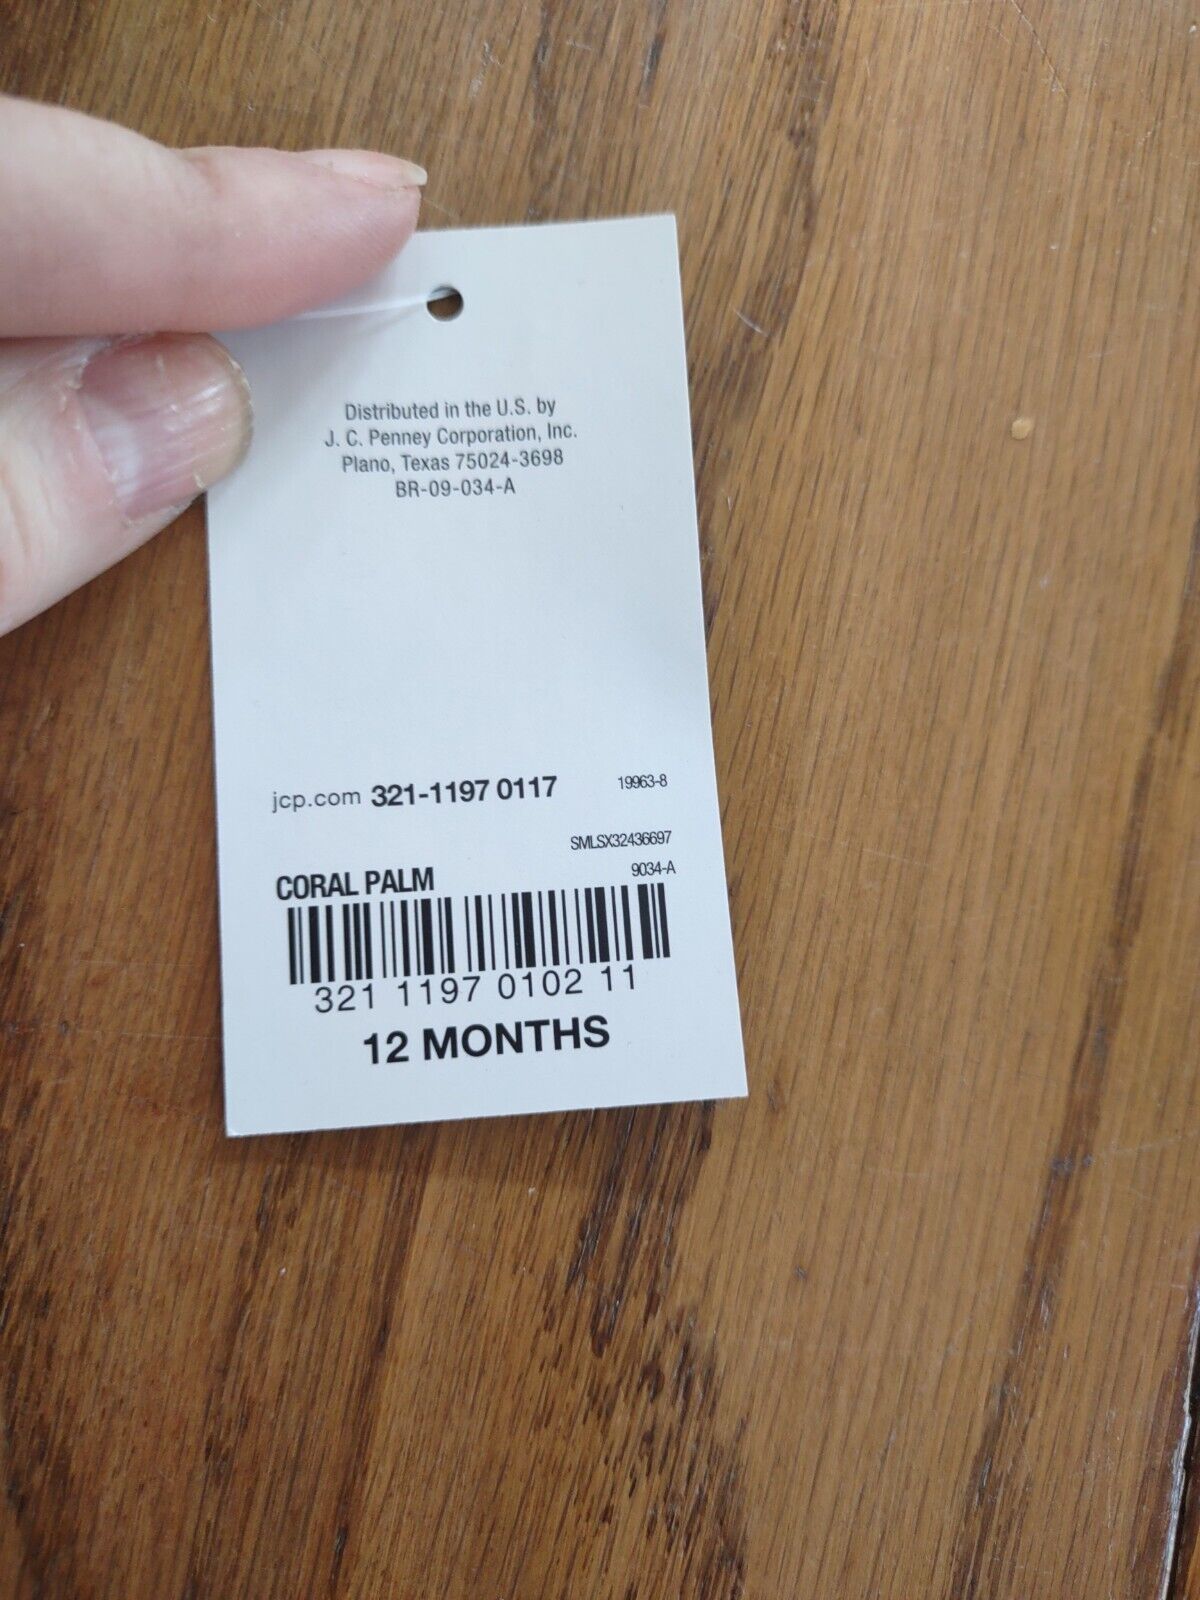 Distributed in the U.S. by
J. C. Penney Corporation, Inc.
Plano, Texas 75024-3698
BR-09-034-A
jcp.com 321-1197 0117 19963-8
SMLSX32436697
CORAL PALM 9034-A
321 1197 0102 11
12 MONTHS